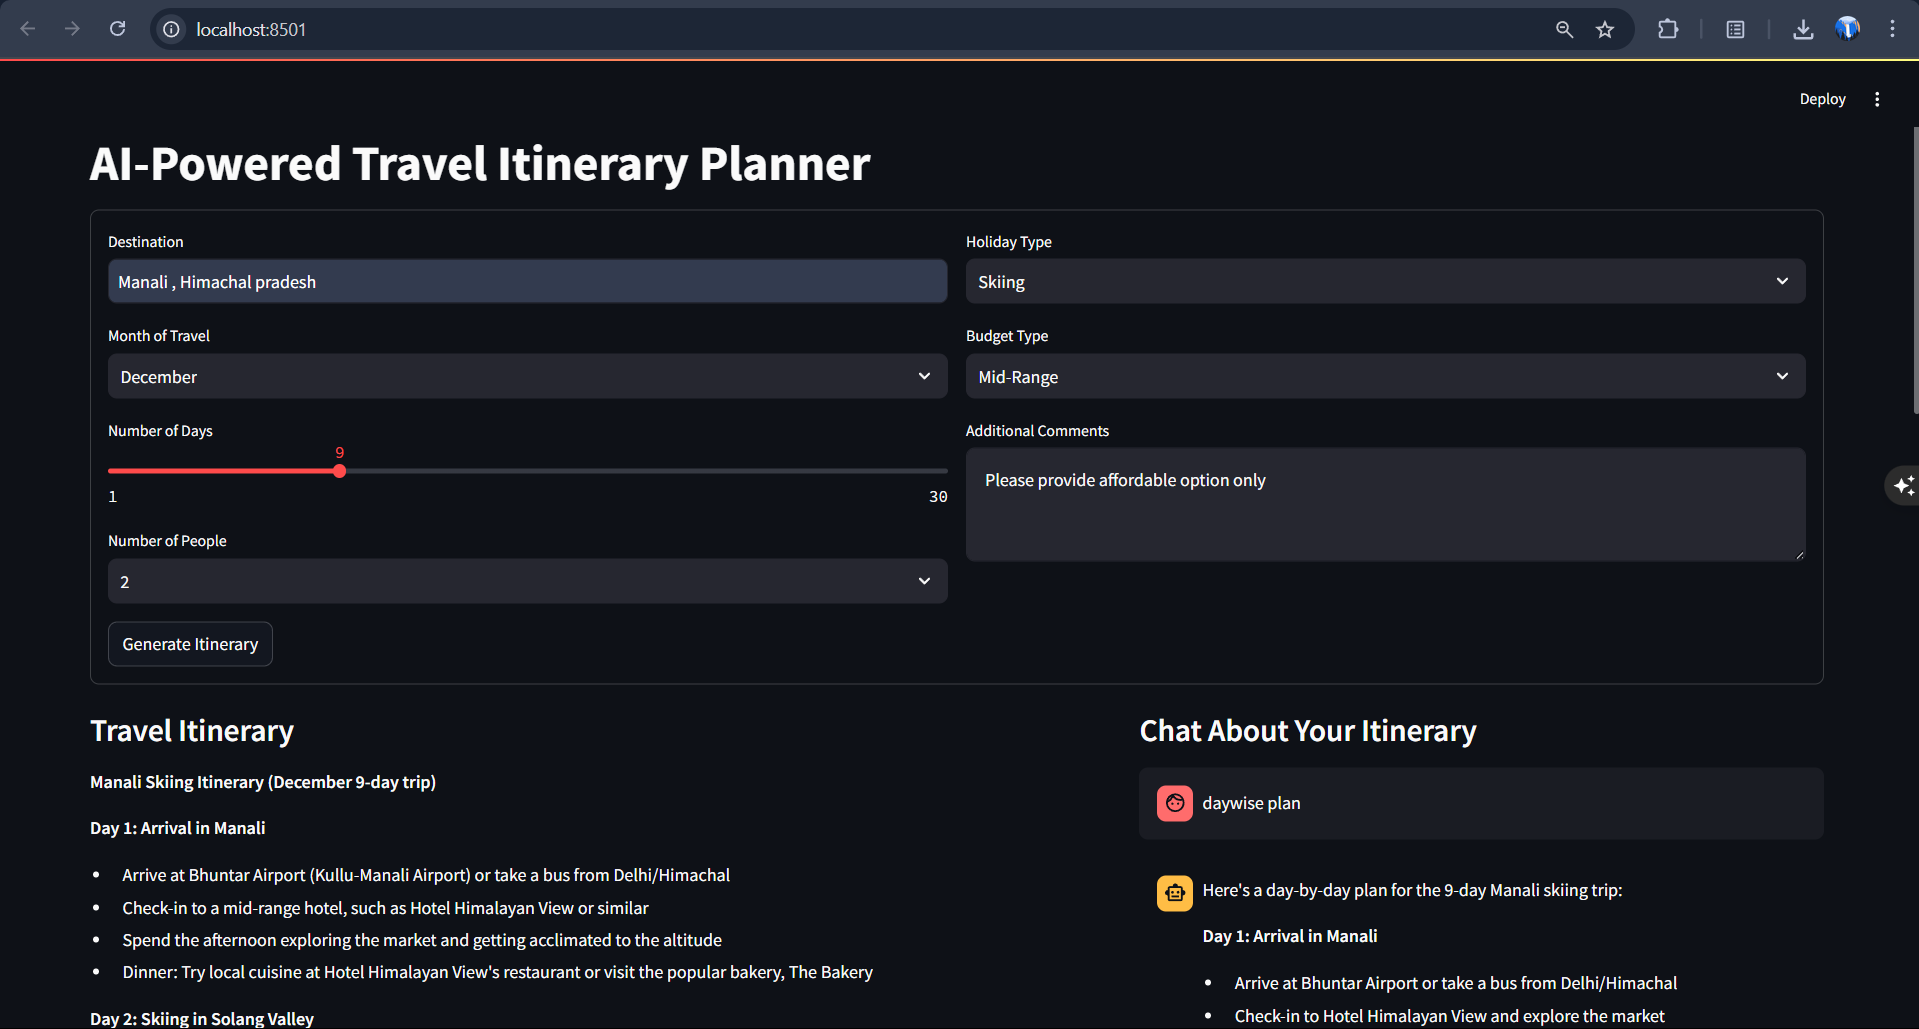 localhost:8501
Deploy
AI-Powered Travel Itinerary Planner
Destination
Manali , Himachal pradesh
Month of Travel
December
Number of Days
9
1
30
Number of People
2
Generate Itinerary
Holiday Type
Skiing
Budget Type
Mid-Range
Additional Comments
Please provide affordable option only
Travel Itinerary
Manali Skiing Itinerary (December 9-day trip)
Day 1: Arrival in Manali
• Arrive at Bhuntar Airport (Kullu-Manali Airport) or take a bus from Delhi/Himachal
• Check-in to a mid-range hotel, such as Hotel Himalayan View or similar
• Spend the afternoon exploring the market and getting acclimated to the altitude
• Dinner: Try local cuisine at Hotel Himalayan View's restaurant or visit the popular bakery, The Bakery
Day 2: Skiing in Solang Valley
Chat About Your Itinerary
daywise plan
Here's a day-by-day plan for the 9-day Manali skiing trip:
Day 1: Arrival in Manali
• Arrive at Bhuntar Airport or take a bus from Delhi/Himachal
• Check-in to Hotel Himalayan View and explore the market